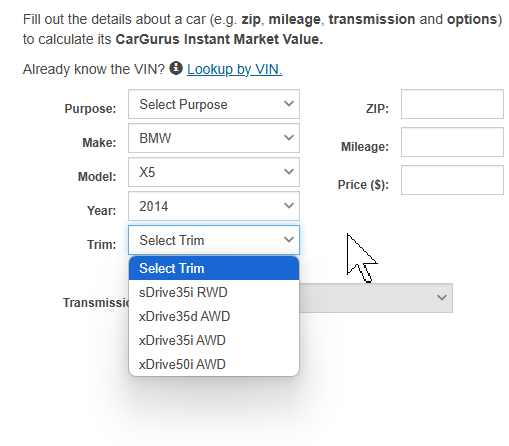 Fill out the details about a car (e.g. zip, mileage, transmission and options)
to calculate its CarGurus Instant Market Value.
Already know the VIN? Lookup by VIN.
Purpose: Select Purpose ZIP:
Make: BMW Mileage:
Model: X5 Price ($):
Year: 2014
Trim: Select Trim
Select Trim
sDrive35i RWD
Transmissi
xDrive35d AWD
xDrive35i AWD
xDrive50i AWD